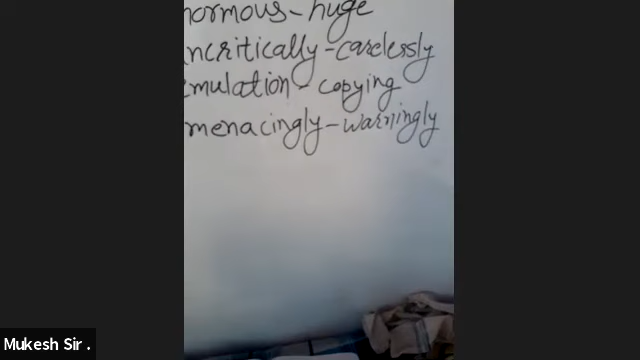 normous-huge
ncritically-carelessly
mulation-copying
menacingly-warningly
Mukesh Sir .